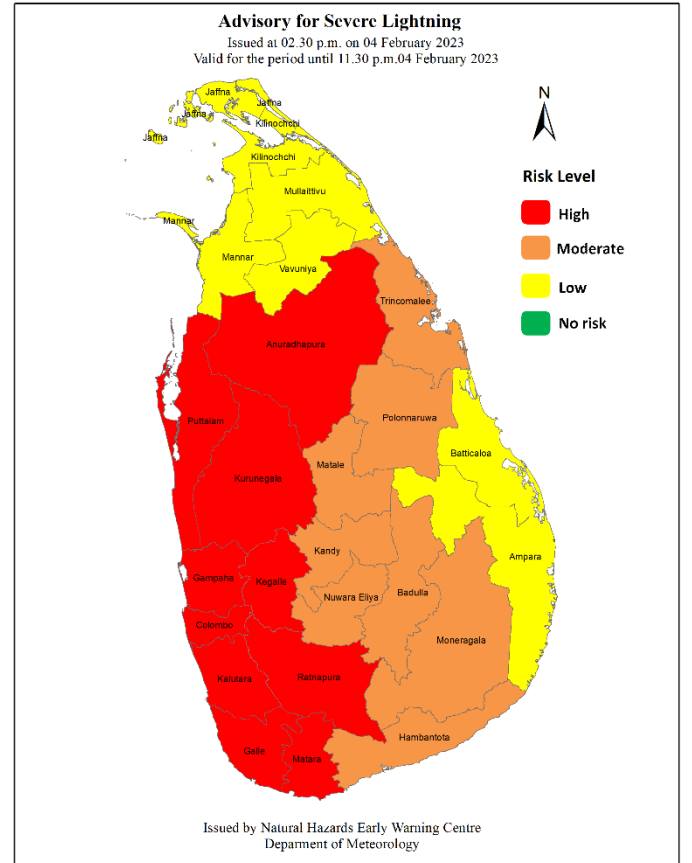 Advisory for Severe Lightning
Issued at 02.30 p.m. on 04 February 2023
Valid for the period until 11.30 p.m.04 February 2023
N
Jaffna
Jaffna
Jaffna
Kilinochchi
Jaffna
Kilinochchi
Mullaittivu
Mannar
Mannar
Vavuniya
Risk Level
High
Moderate
Low
No risk
Trincomalee
Anuradhapura
Puttalam
Polonnaruwa
Batticaloa
Matale
Kurunegala
Kandy
Ampara
Gampaha
Kegalle
Nuwara Eliya
Badulla
Colombo
Moneragala
Kalutara
Ratnapura
Hambantota
Galle
Matara
Issued by Natural Hazards Early Warning Centre
Deparment of Meteorology